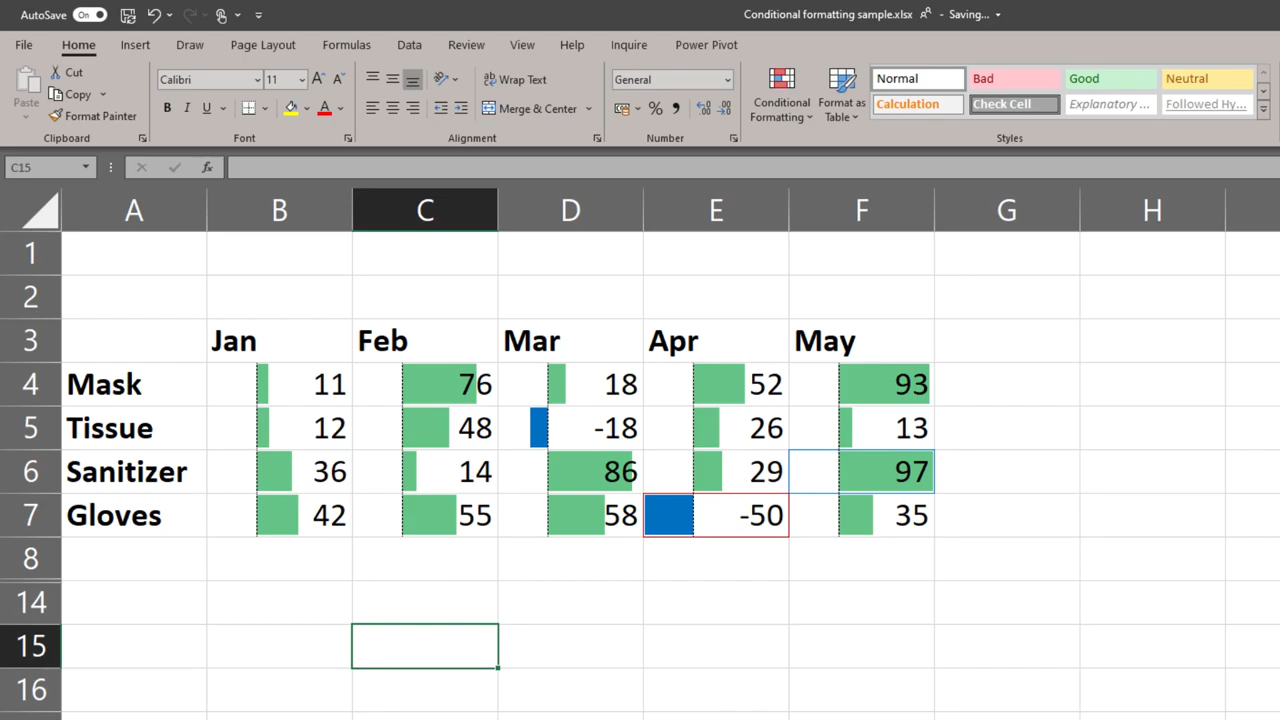 AutoSave On Conditional formatting sample.xlsx - Saving...
File Home Insert Draw Page Layout Formulas Data Review View Help Inquire Power Pivot
Paste Cut Copy Format Painter
Calibri 11
B I U A
ab Wrap Text
Merge & Center
General
% ,
Conditional Formatting
Format as Table
Normal Bad Good Neutral
Calculation Check Cell Explanatory ... Followed Hy...
Clipboard Font Alignment Number Styles
C15 fx
A B C D E F G H
1
2
3 Jan Feb Mar Apr May
4 Mask 11 76 18 52 93
5 Tissue 12 48 -18 26 13
6 Sanitizer 36 14 86 29 97
7 Gloves 42 55 58 -50 35
8
14
15
16